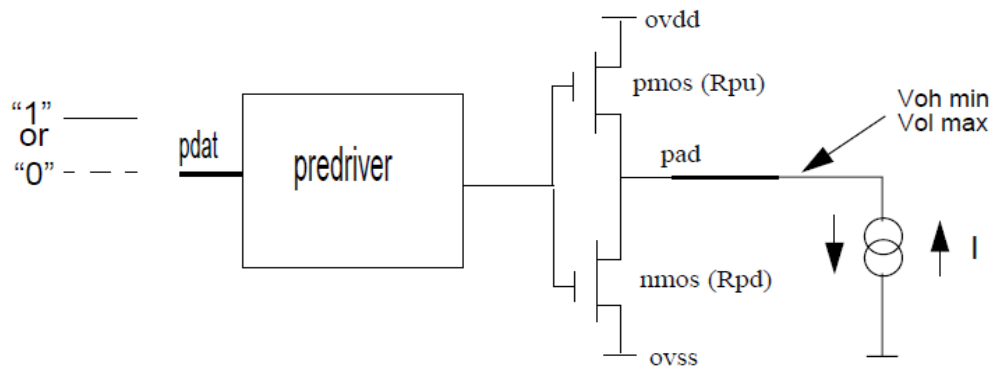 ovdd
“1”
or
“0”
pdat
predriver
pmos (Rpu)
pad
nmos (Rpd)
ovss
Voh min
Vol max
I